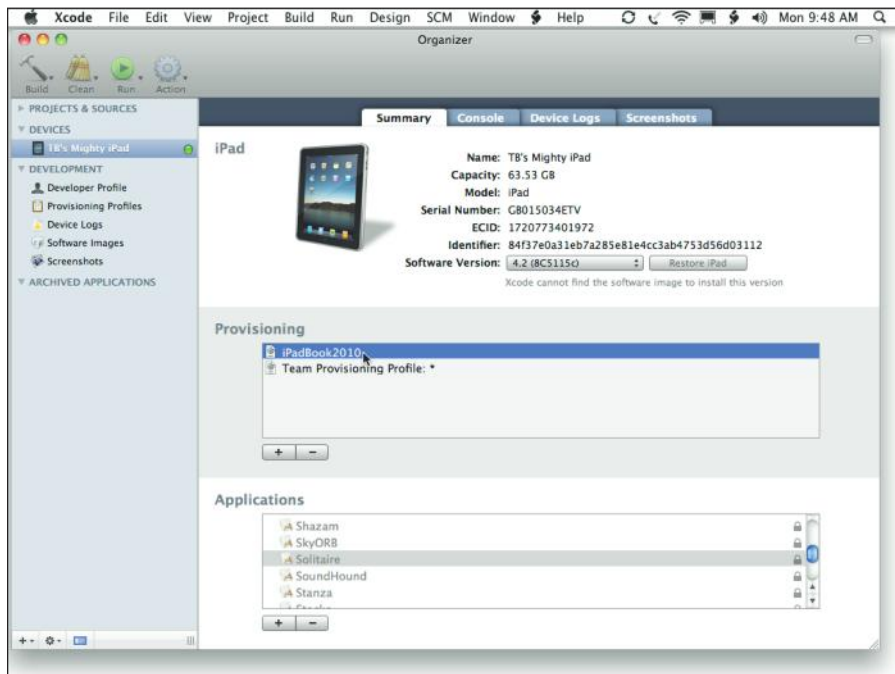 Xcode File Edit View Project Build Run Design SCM Window Help Mon 9:48 AM
Organizer
Build Clean Run Action
PROJECTS & SOURCES
DEVICES
TB's Mighty iPad
DEVELOPMENT
Developer Profile
Provisioning Profiles
Device Logs
Software Images
Screenshots
ARCHIVED APPLICATIONS
Summary Console Device Logs Screenshots
iPad
Name: TB's Mighty iPad
Capacity: 63.53 GB
Model: iPad
Serial Number: GB015034ETV
ECID: 1720773401972
Identifier: 84f37e0a31eb7a285e81e4cc3ab4753d56d03112
Software Version: 4.2 (8C5115c) Restore iPad
Xcode cannot find the software image to install this version
Provisioning
iPadBook2010
Team Provisioning Profile: *
+ −
Applications
Shazam
SkyORB
Solitaire
SoundHound
Stanza
+ −